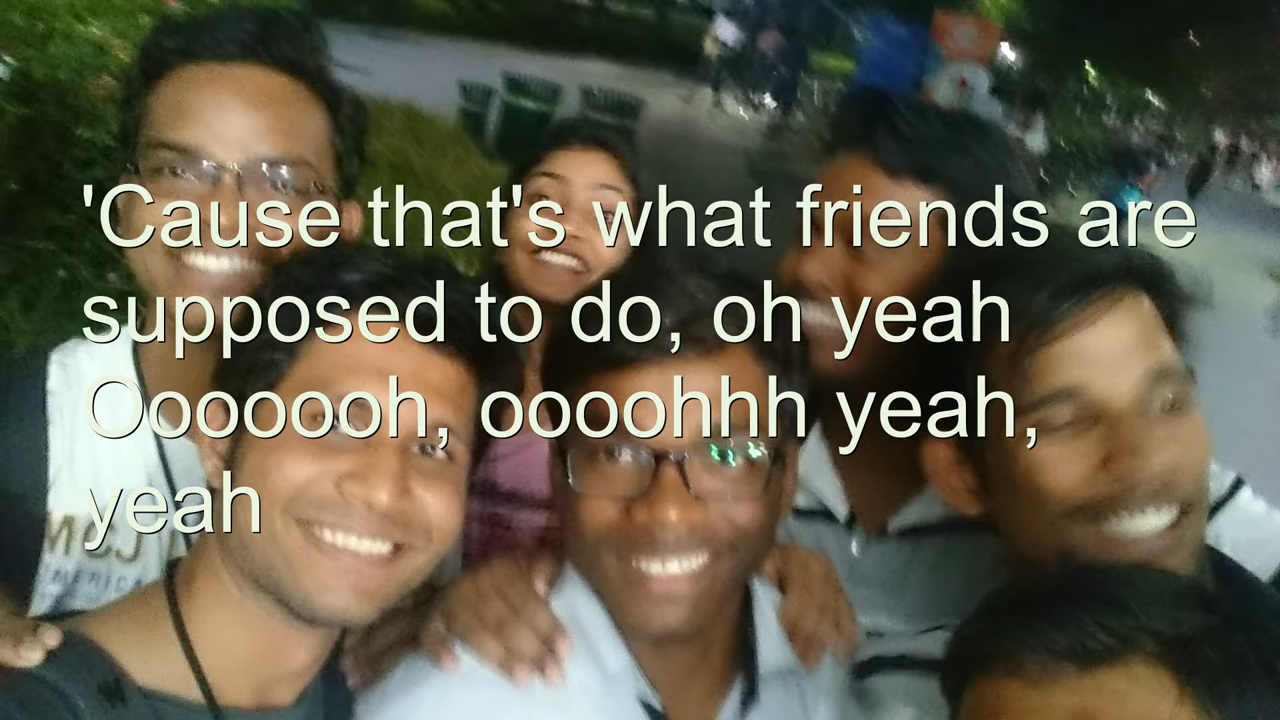 'Cause that's what friends are
supposed to do, oh yeah
Ooooooh, oooohhh yeah,
yeah